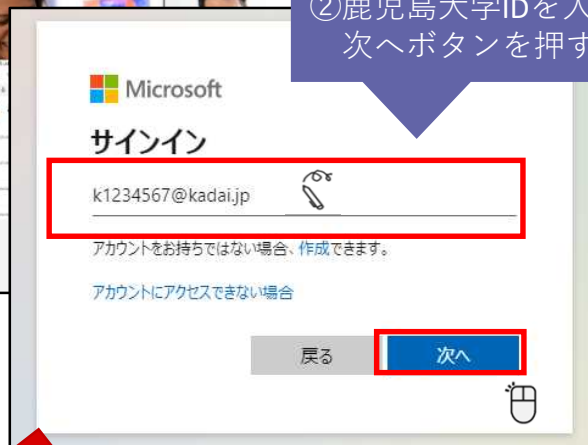 ②鹿児島大学IDを
次へボタンを押す
Microsoft
サインイン
k1234567@kadai.jp
アカウントをお持ちではない場合、作成できます。
アカウントにアクセスできない場合
戻る
次へ